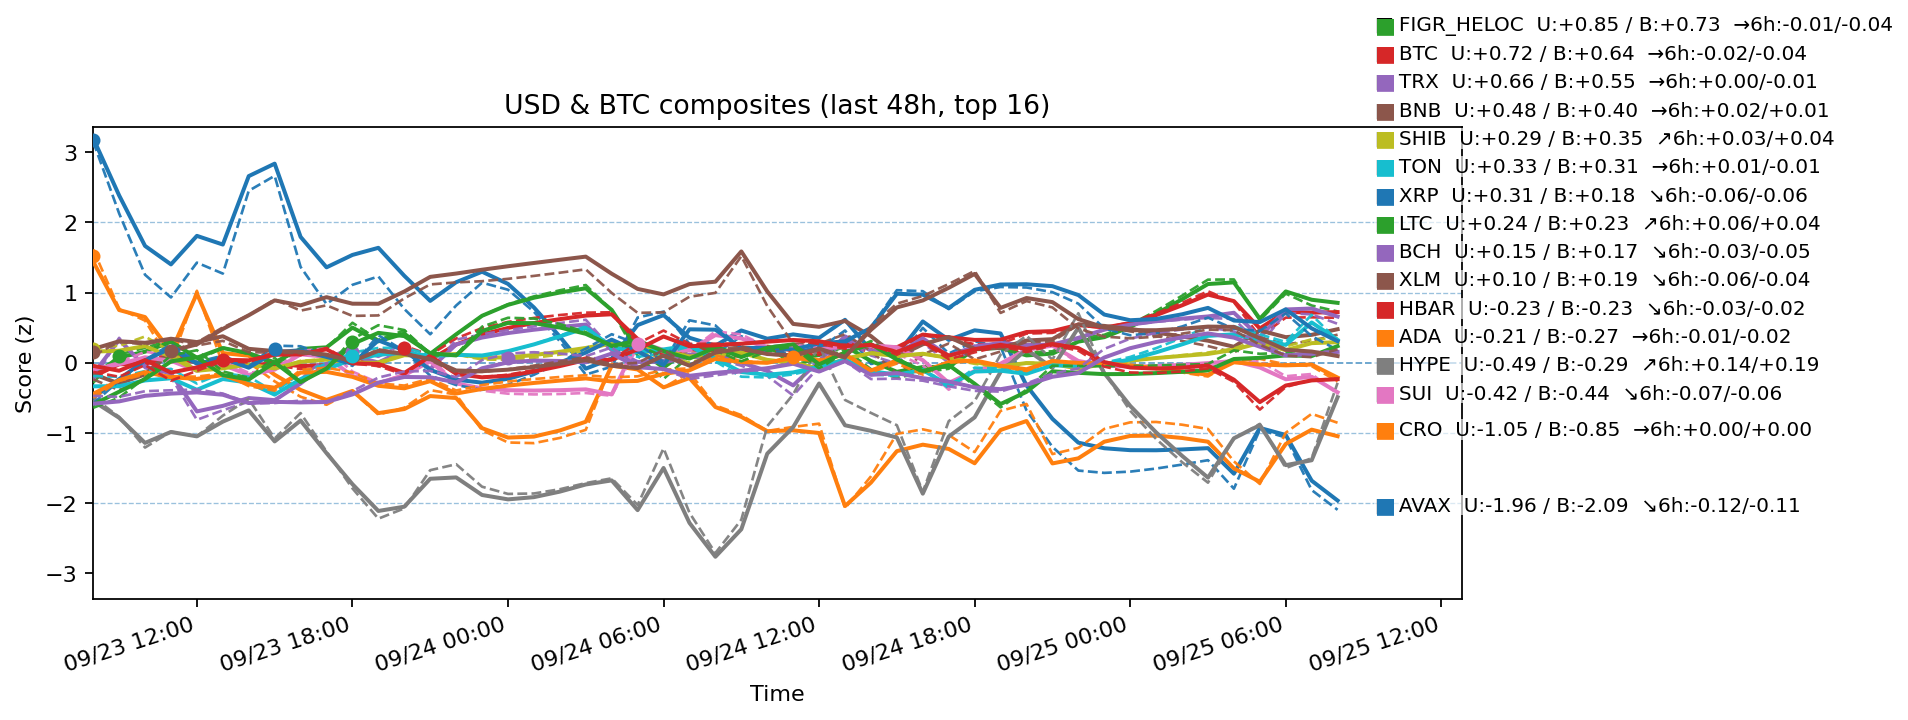 FIGR_HELOC U:+0.85 / B:+0.73 →6h:-0.01/-0.04
BTC U:+0.72 / B:+0.64 →6h:-0.02/-0.04
TRX U:+0.66 / B:+0.55 →6h:+0.00/-0.01
BNB U:+0.48 / B:+0.40 →6h:+0.02/+0.01
SHIB U:+0.29 / B:+0.35 ↗6h:+0.03/+0.04
TON U:+0.33 / B:+0.31 →6h:+0.01/-0.01
XRP U:+0.31 / B:+0.18 ↘6h:-0.06/-0.06
LTC U:+0.24 / B:+0.23 ↗6h:+0.06/+0.04
BCH U:+0.15 / B:+0.17 ↘6h:-0.03/-0.05
XLM U:+0.10 / B:+0.19 ↘6h:-0.06/-0.04
HBAR U:-0.23 / B:-0.23 ↘6h:-0.03/-0.02
ADA U:-0.21 / B:-0.27 →6h:-0.01/-0.02
HYPE U:-0.49 / B:-0.29 ↗6h:+0.14/+0.19
SUI U:-0.42 / B:-0.44 ↘6h:-0.07/-0.06
CRO U:-1.05 / B:-0.85 →6h:+0.00/+0.00
AVAX U:-1.96 / B:-2.09 ↘6h:-0.12/-0.11
USD & BTC composites (last 48h, top 16)
Score (z)
3
2
1
0
−1
−2
−3
09/23 12:00
09/23 18:00
09/24 00:00
09/24 06:00
09/24 12:00
09/24 18:00
09/25 00:00
09/25 06:00
09/25 12:00
Time